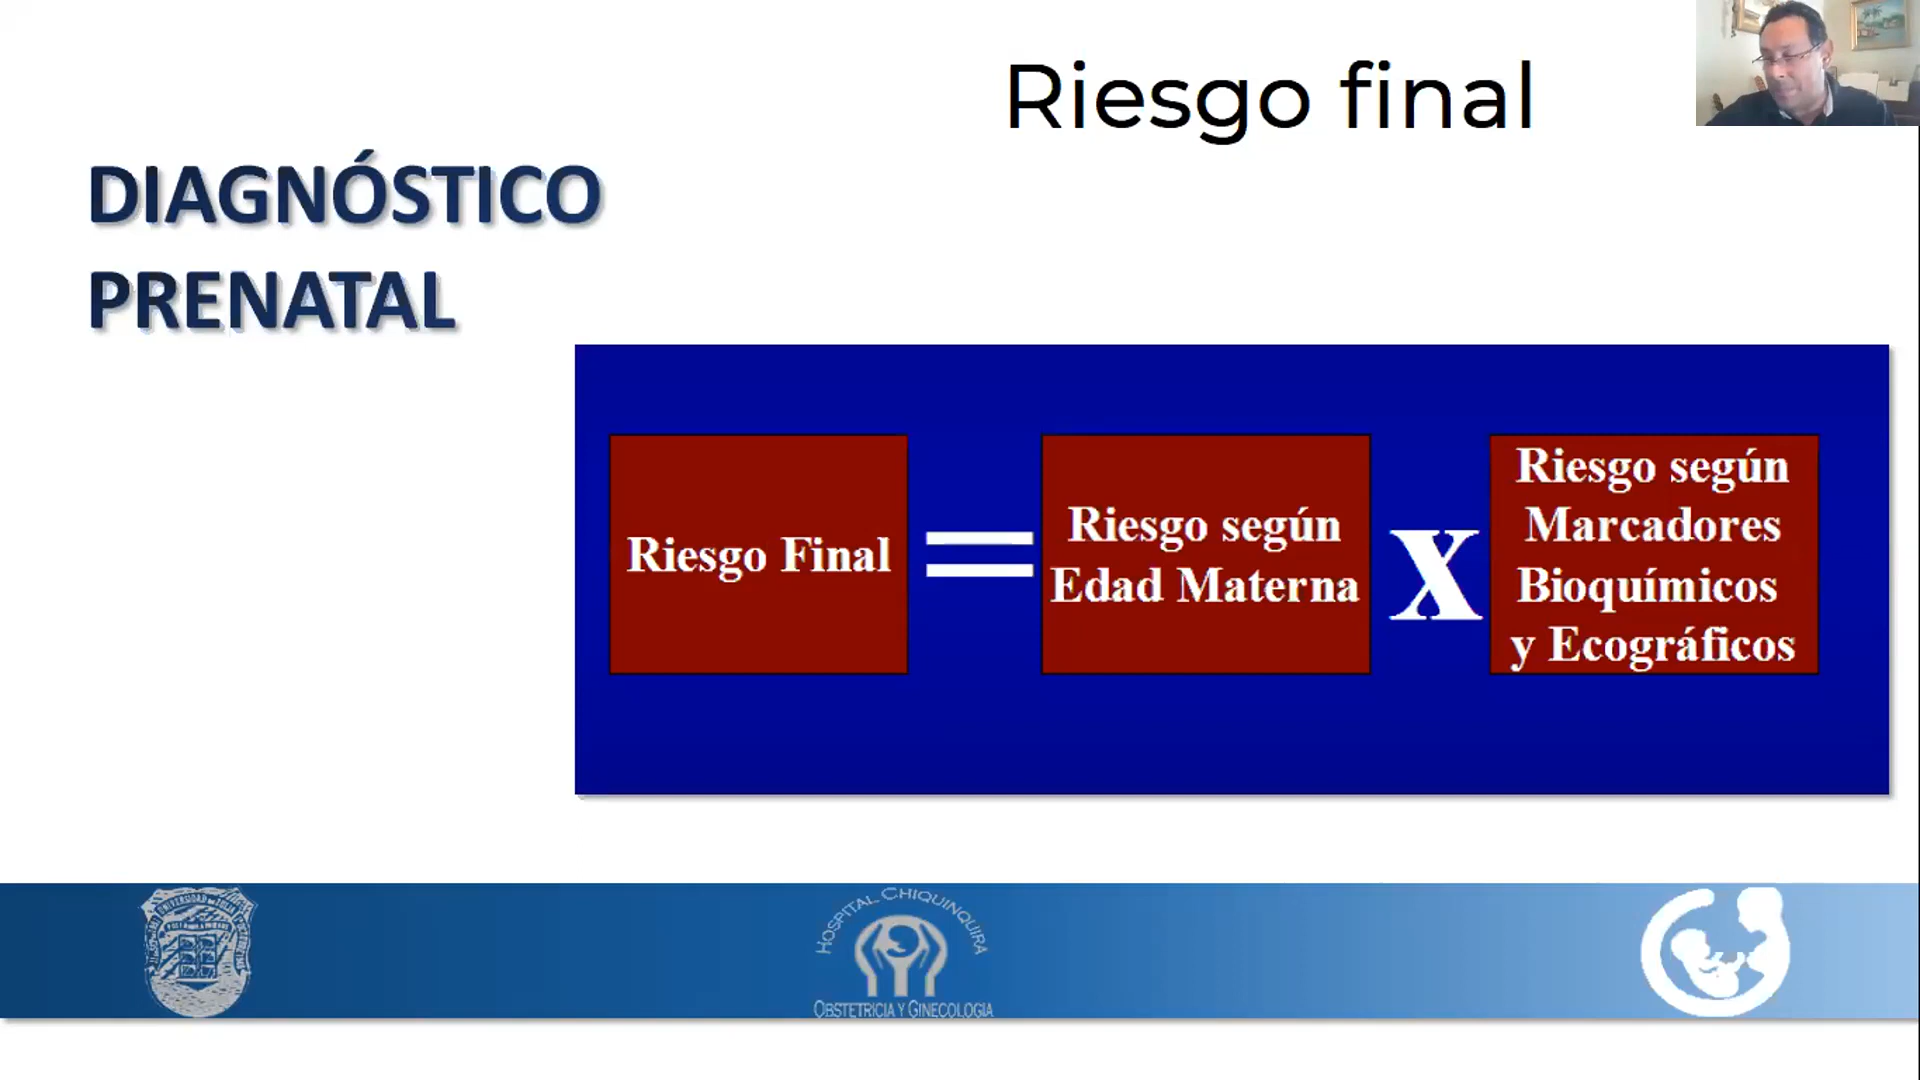 Riesgo final
DIAGNÓSTICO
PRENATAL
Riesgo Final
=
Riesgo según
Edad Materna
x
Riesgo según
Marcadores
Bioquímicos
y Ecográficos
HOSPITAL CHIQUINQUIRA
OBSTETRICIA Y GINECOLOGIA